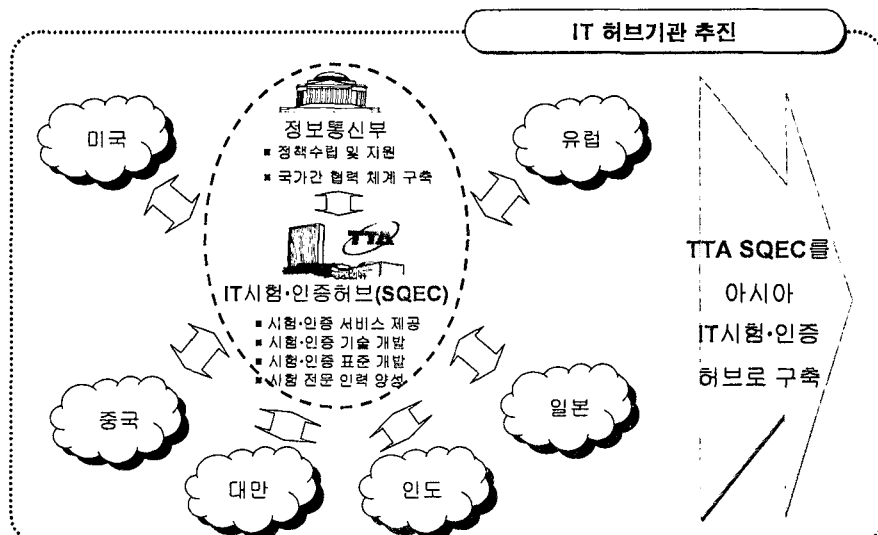 IT 허브기관 추진
미국
정보통신부
■ 정책수립 및 지원
■ 국가간 협력 체계 구축
유럽
TTA
IT시험·인증허브(SQEC)
■ 시험·인증 서비스 제공
■ 시험·인증 기술 개발
■ 시험·인증 표준 개발
■ 시험 전문 인력 양성
중국
대만
인도
일본
TTA SQEC를
아시아
IT시험·인증
허브로 구축